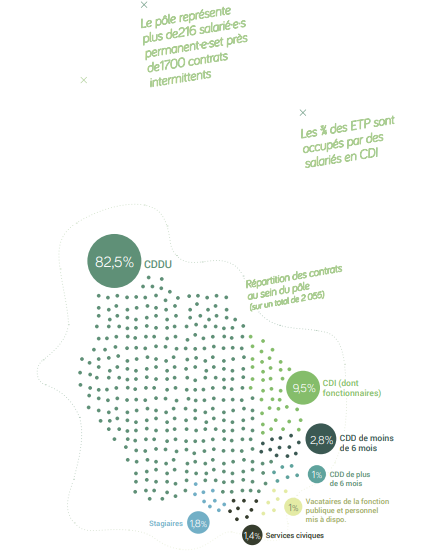 Le pôle représente
plus de216 salarié·e·s
permanent·e·set près
de1700 contrats
intermittents
Les ¾ des ETP sont
occupés par des
salariés en CDI
82,5% CDDU
Répartition des contrats
au sein du pôle
(sur un total de 2 055)
9,5% CDI (dont
fonctionnaires)
2,8% CDD de moins
de 6 mois
1% CDD de plus
de 6 mois
1% Vacataires de la fonction
publique et personnel
mis à dispo.
Stagiaires 1,8%
1,4% Services civiques